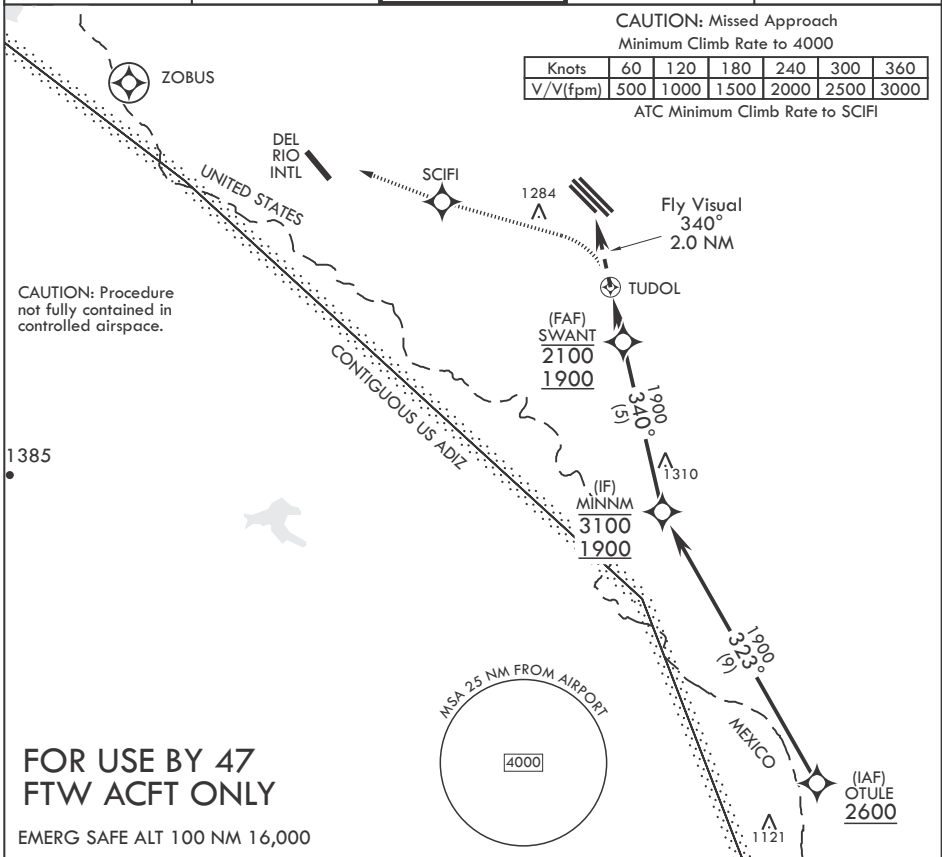 CAUTION: Missed Approach
Minimum Climb Rate to 4000
Knots 60 120 180 240 300 360
V/V(fpm) 500 1000 1500 2000 2500 3000
ATC Minimum Climb Rate to SCIFI
ZOBUS
DEL
RIO
INTL
SCIFI
1284
UNITED STATES
Fly Visual
340°
2.0 NM
TUDOL
CAUTION: Procedure
not fully contained in
controlled airspace.
(FAF)
SWANT
2100
1900
CONTIGUOUS US ADIZ
1900
340°
(5)
1385
1310
(IF)
MINNM
3100
1900
1900
323°
(9)
MSA 25 NM FROM AIRPORT
4000
MEXICO
FOR USE BY 47
FTW ACFT ONLY
(IAF)
OTULE
2600
1121
EMERG SAFE ALT 100 NM 16,000